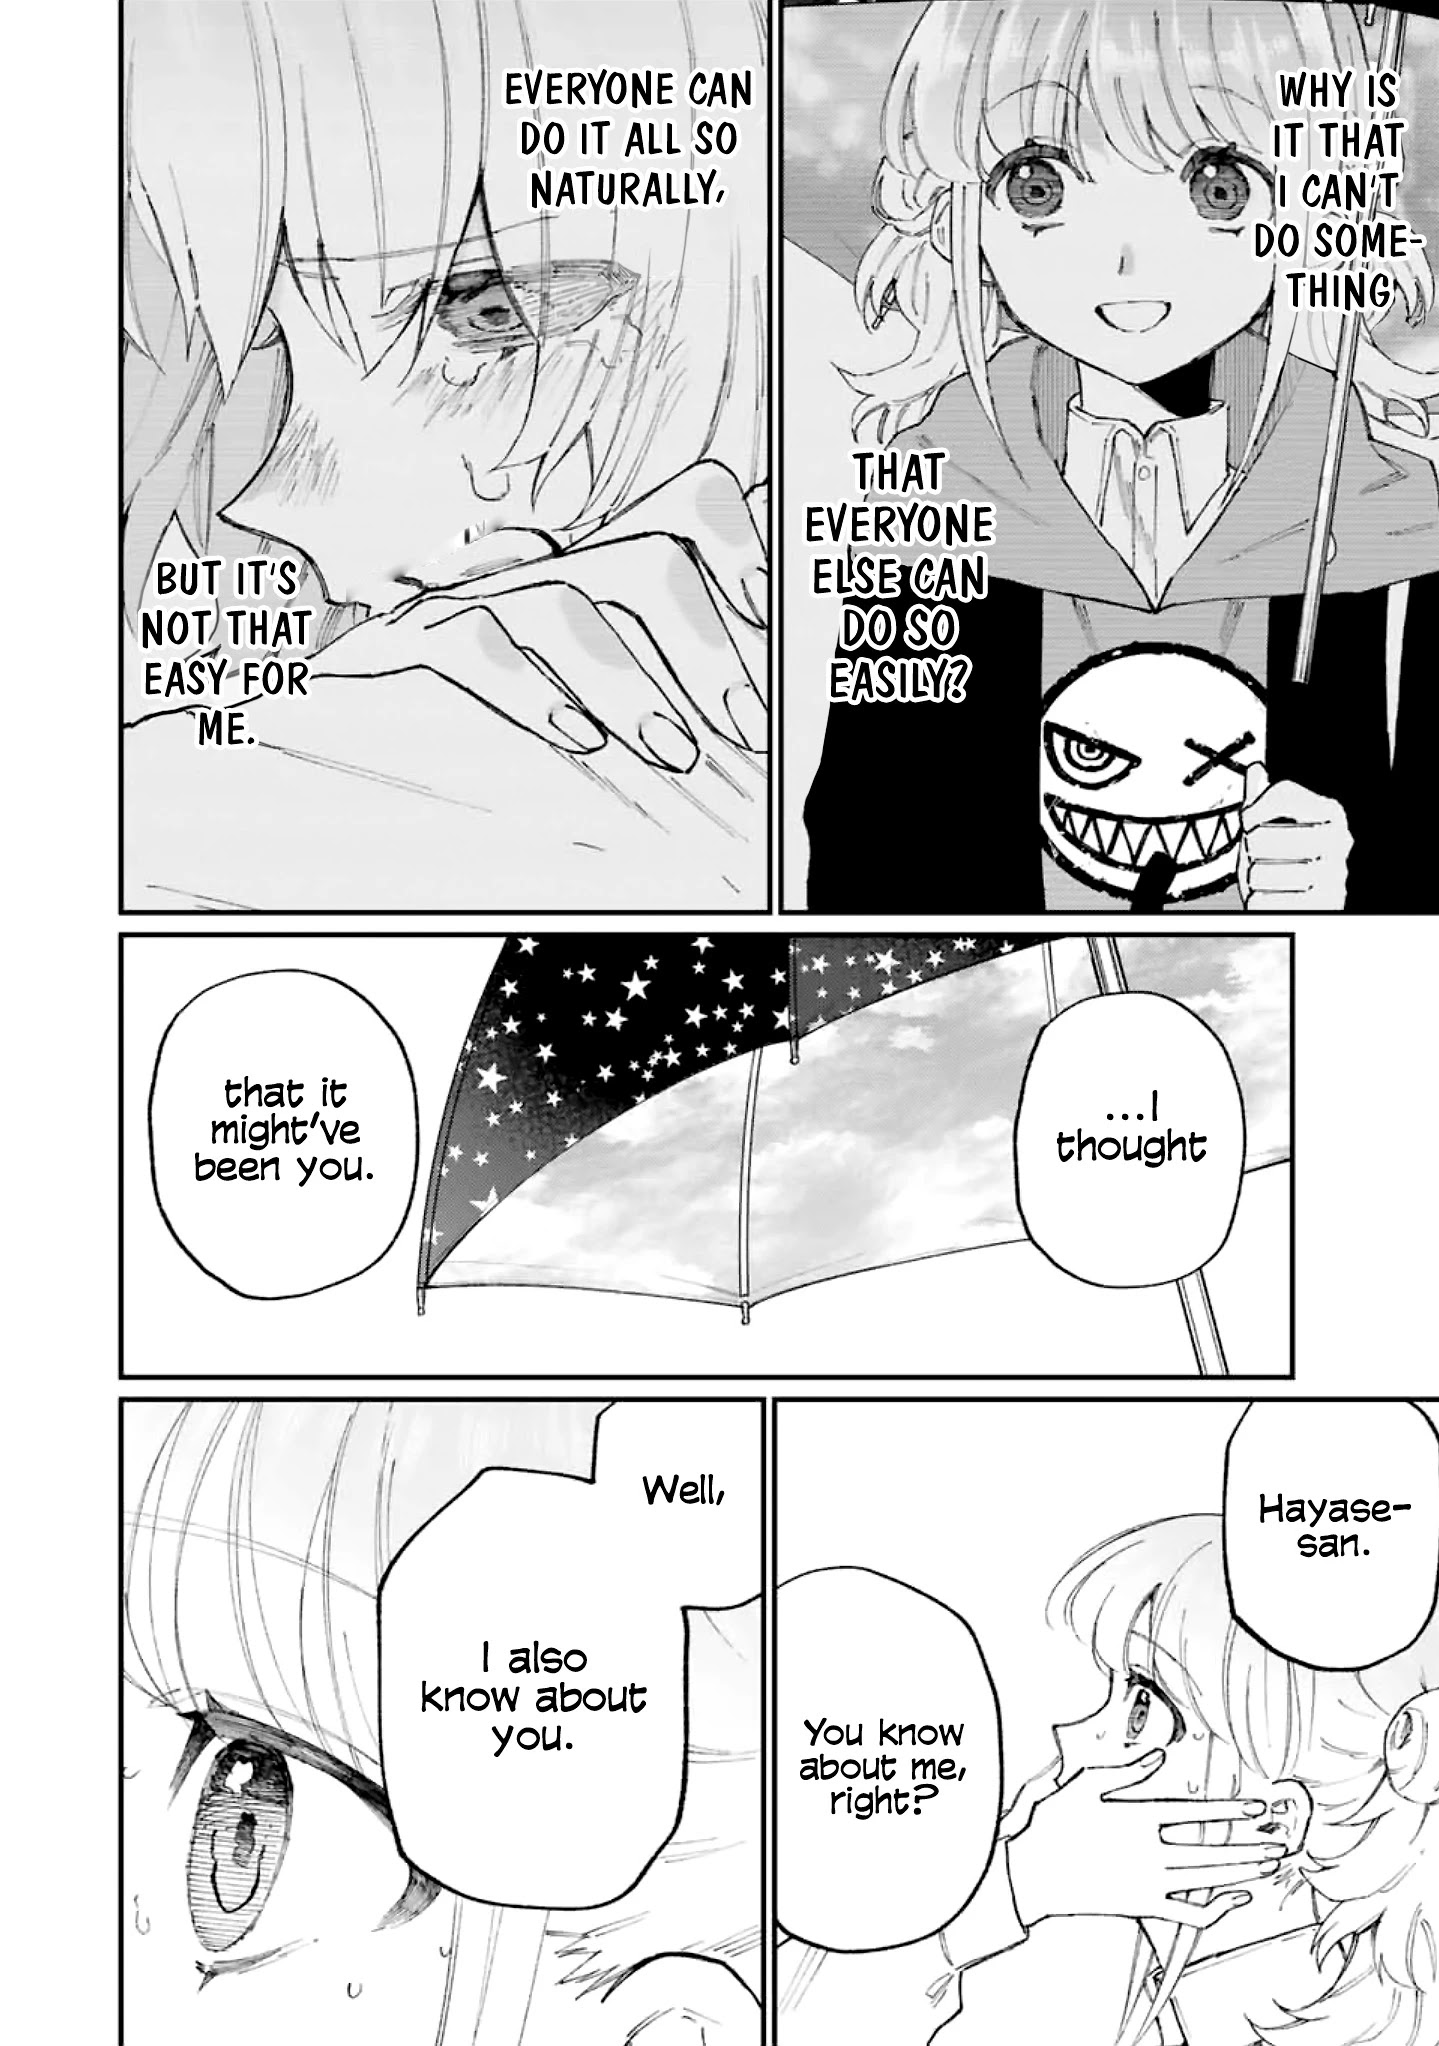 WHY IS
IT THAT
I CAN'T
DO SOME-
THING
THAT
EVERYONE
ELSE CAN
DO SO
EASILY?
EVERYONE CAN
DO IT ALL SO
NATURALLY,
BUT IT'S
NOT THAT
EASY FOR
ME.
...I
thought
that it
might've
been you.
Hayase-
san.
You know
about me,
right?
Well,
I also
know about
you.